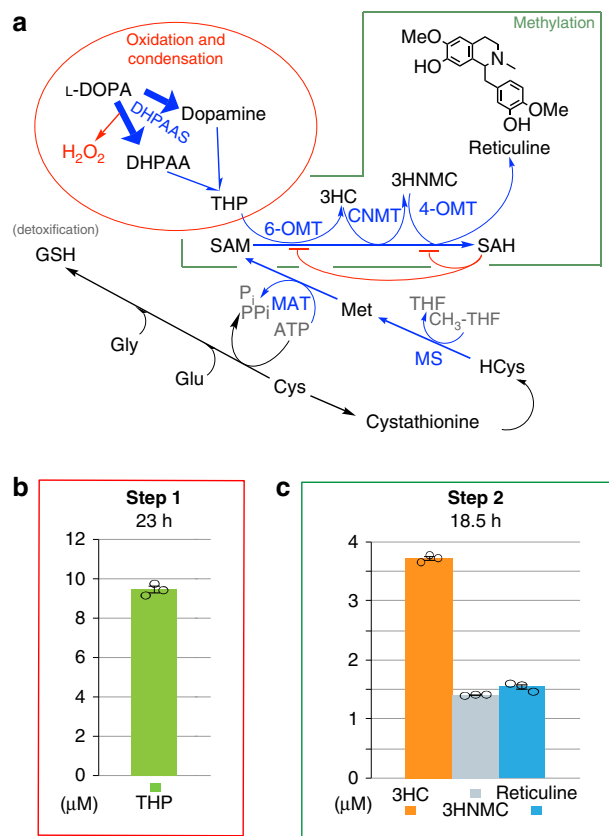 a
Oxidation and
condensation
Methylation
L-DOPA
DHPAAS
Dopamine
H2O2
DHPAA
THP
MeO
HO
N
OMe
OH
Reticuline
3HC
3HNMC
6-OMT
CNMT
4-OMT
(detoxification)
GSH
SAM
SAH
Pi
PPi
MAT
ATP
Met
THF
CH3-THF
MS
HCys
Gly
Glu
Cys
Cystathionine
b
Step 1
23 h
12
10
8
6
4
2
0
(μM)
THP
c
Step 2
18.5 h
4
3
2
1
0
(μM)
3HC
3HNMC
Reticuline